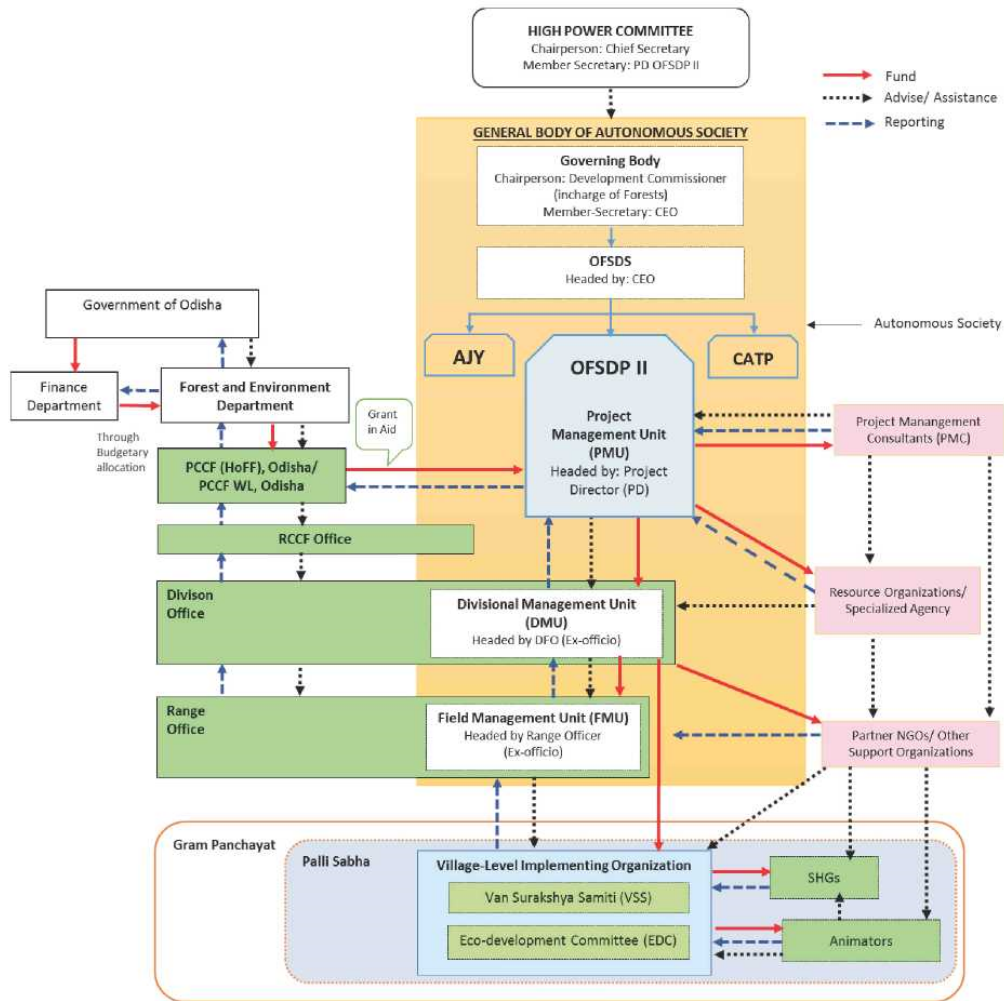 HIGH POWER COMMITTEE
Chairperson: Chief Secretary
Member Secretary: PD OFSDP II
Fund
Advise/ Assistance
Reporting
GENERAL BODY OF AUTONOMOUS SOCIETY
Governing Body
Chairperson: Development Commissioner
(incharge of Forests)
Member-Secretary: CEO
OFSDS
Headed by: CEO
Government of Odisha
Autonomous Society
AJY
OFSDP II
CATP
Finance
Department
Forest and Environment
Department
Through
Budgetary
allocation
Grant
in Aid
Project
Management Unit
(PMU)
Headed by: Project
Director (PD)
Project Manangement
Consultants (PMC)
PCCF (HoFF), Odisha/
PCCF WL, Odisha
RCCF Office
Divison
Office
Divisional Management Unit
(DMU)
Headed by DFO (Ex-officio)
Resource Organizations/
Specialized Agency
Range
Office
Field Management Unit (FMU)
Headed by Range Officer
(Ex-officio)
Partner NGOs/ Other
Support Organizations
Gram Panchayat
Palli Sabha
Village-Level Implementing Organization
Van Surakshya Samiti (VSS)
Eco-development Committee (EDC)
SHGs
Animators